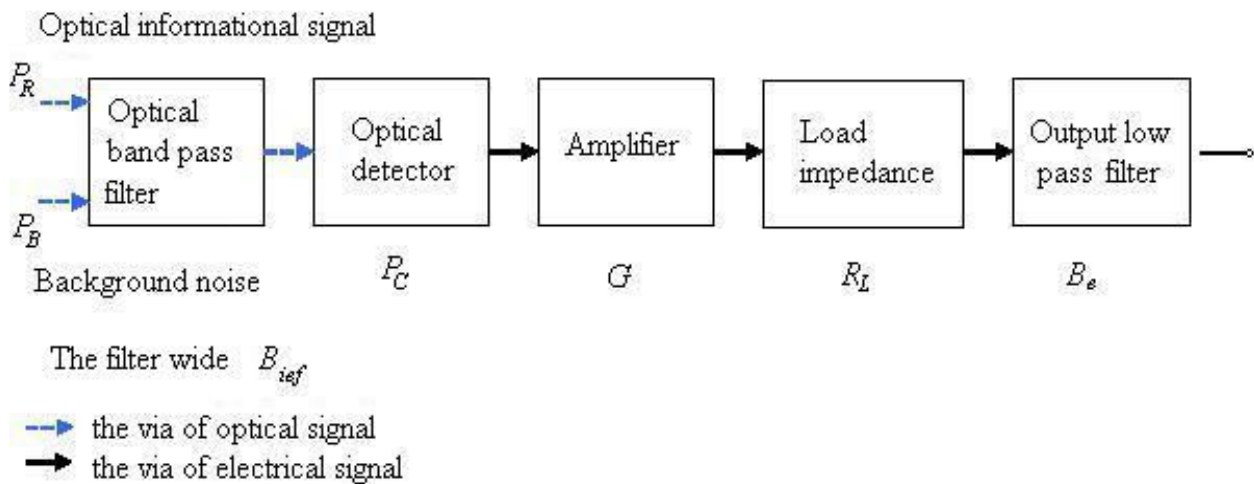 Optical informational signal
P_R
Optical
band pass
filter
P_B
Optical
detector
Amplifier
Load
impedance
Output low
pass filter
Background noise
P_C
G
R_L
B_e
The filter wide B_ief
the via of optical signal
the via of electrical signal